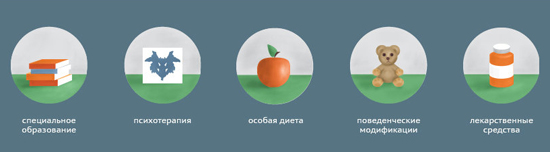 специальное
образование
психотерапия
особая диета
поведенческие
модификации
лекарственные
средства